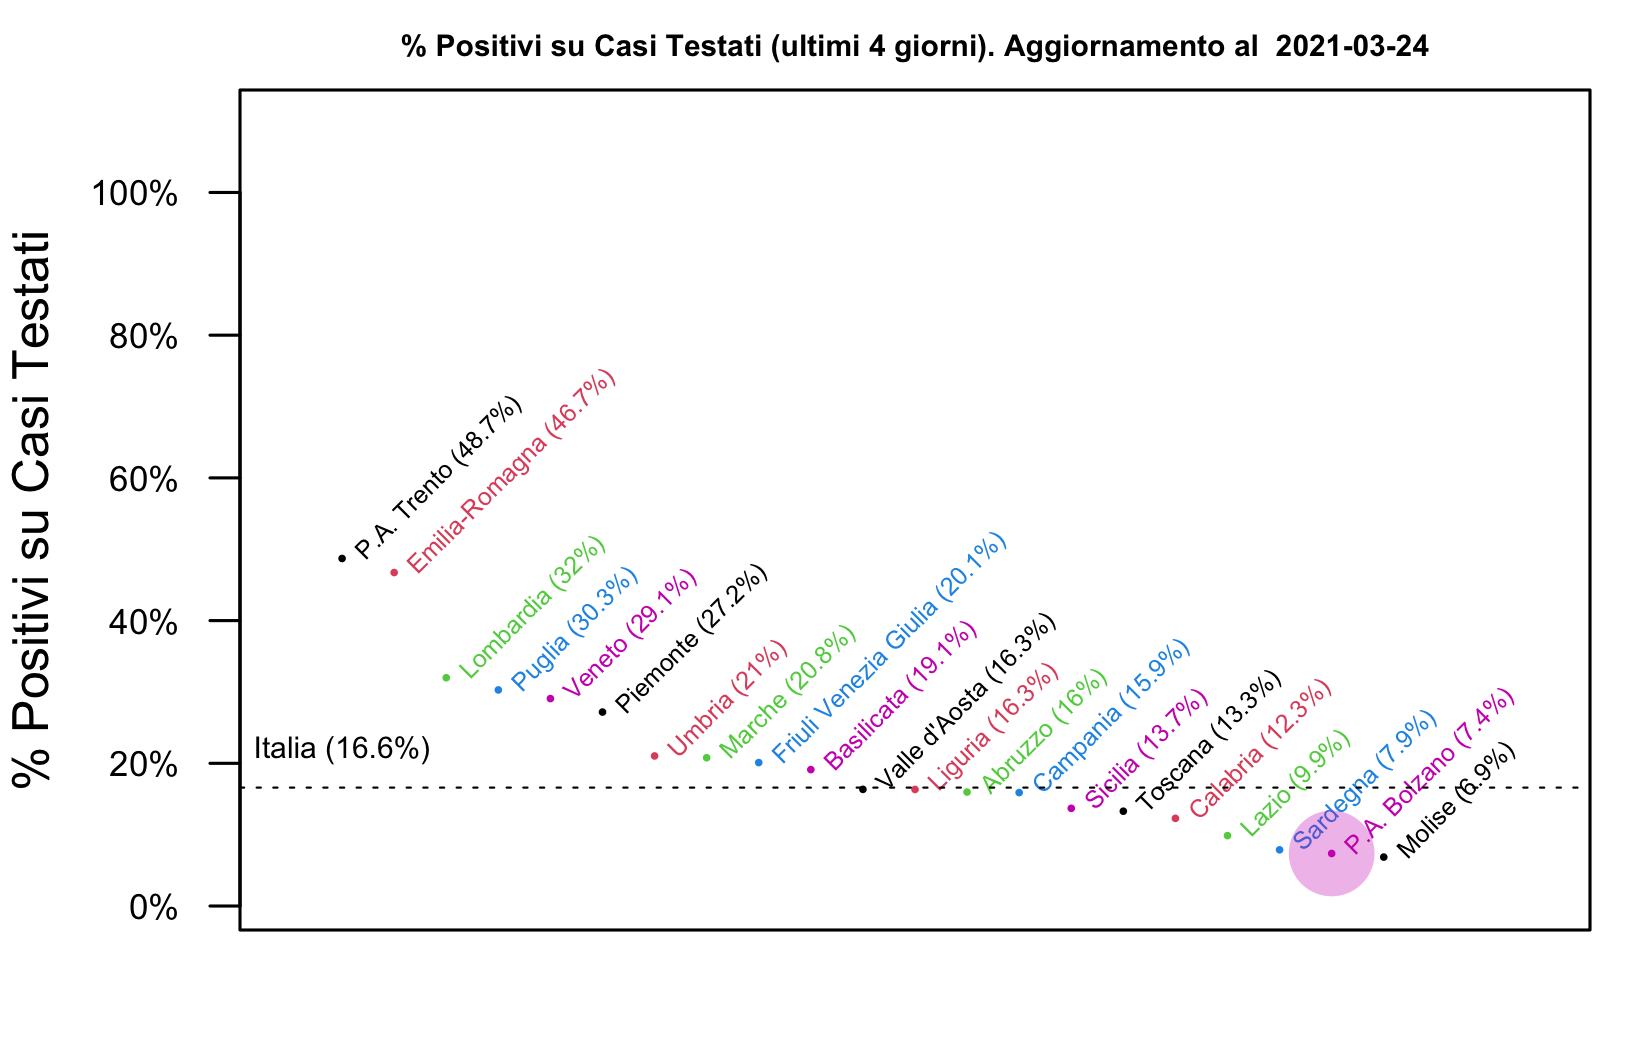 % Positivi su Casi Testati (ultimi 4 giorni). Aggiornamento al  2021-03-24
% Positivi su Casi Testati
100%
80%
60%
40%
20%
0%
Italia (16.6%)
P.A. Trento (48.7%)
Emilia-Romagna (46.7%)
Lombardia (32%)
Puglia (30.3%)
Veneto (29.1%)
Piemonte (27.2%)
Umbria (21%)
Marche (20.8%)
Friuli Venezia Giulia (20.1%)
Basilicata (19.1%)
Valle d'Aosta (16.3%)
Liguria (16.3%)
Abruzzo (16%)
Campania (15.9%)
Sicilia (13.7%)
Toscana (13.3%)
Calabria (12.3%)
Lazio (9.9%)
Sardegna (7.9%)
P.A. Bolzano (7.4%)
Molise (6.9%)